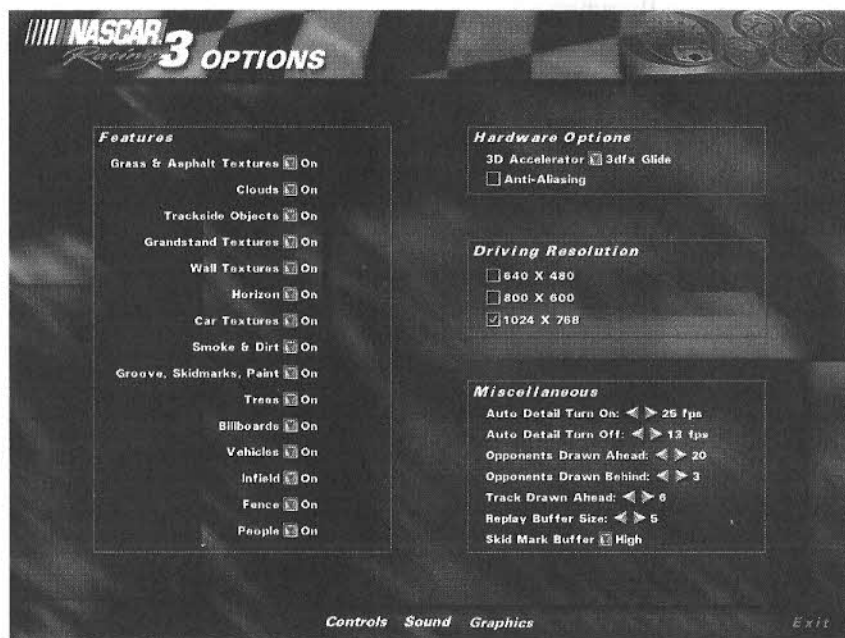 NASCAR
Racing 3 OPTIONS
Features
Grass & Asphalt Textures On
Clouds On
Trackside Objects On
Grandstand Textures On
Wall Textures On
Horizon On
Car Textures On
Smoke & Dirt On
Groove, Skidmarks, Paint On
Trees On
Billboards On
Vehicles On
Infield On
Fence On
People On
Hardware Options
3D Accelerator 3dfx Glide
Anti-Aliasing
Driving Resolution
640 X 480
800 X 600
1024 X 768
Miscellaneous
Auto Detail Turn On: 25 fps
Auto Detail Turn Off: 13 fps
Opponents Drawn Ahead: 20
Opponents Drawn Behind: 3
Track Drawn Ahead: 6
Replay Buffer Size: 5
Skid Mark Buffer High
Controls Sound Graphics
Exit